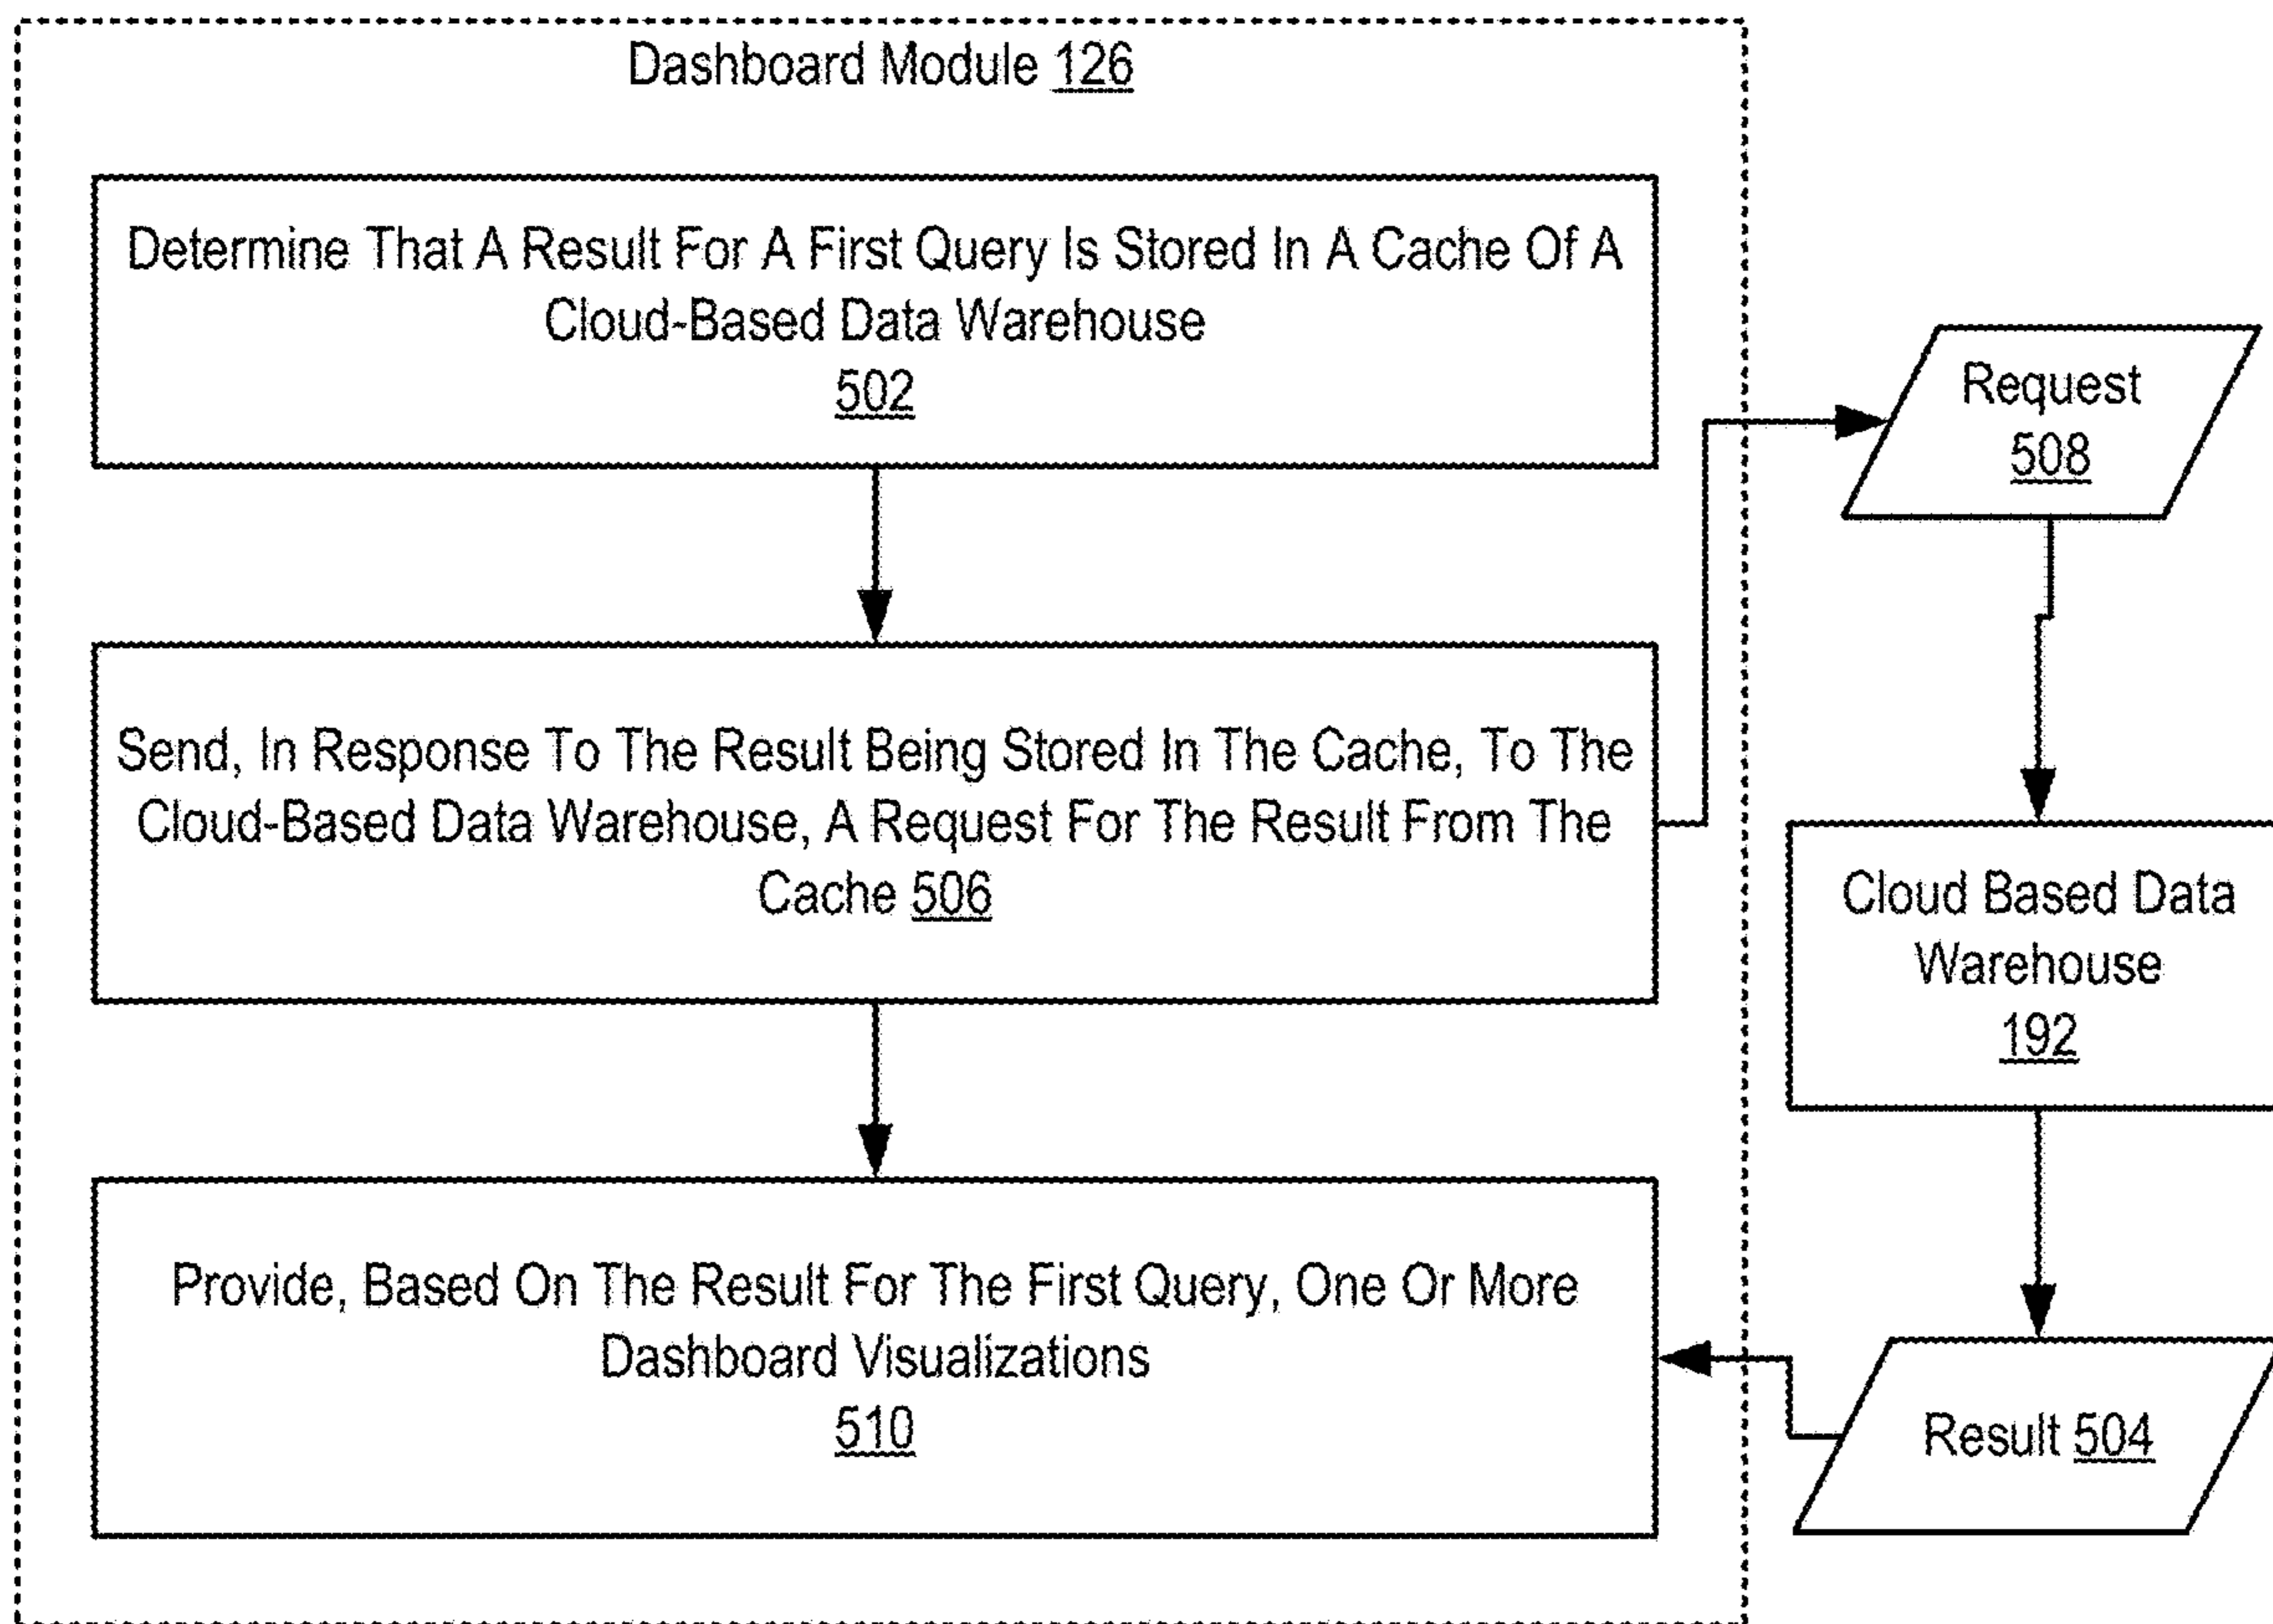 Dashboard Module 126
Determine That A Result For A First Query Is Stored In A Cache Of A
Cloud-Based Data Warehouse
502
Request
508
Send, In Response To The Result Being Stored In The Cache, To The
Cloud-Based Data Warehouse, A Request For The Result From The
Cache 506
Cloud Based Data
Warehouse
192
Provide, Based On The Result For The First Query, One Or More
Dashboard Visualizations
510
Result 504